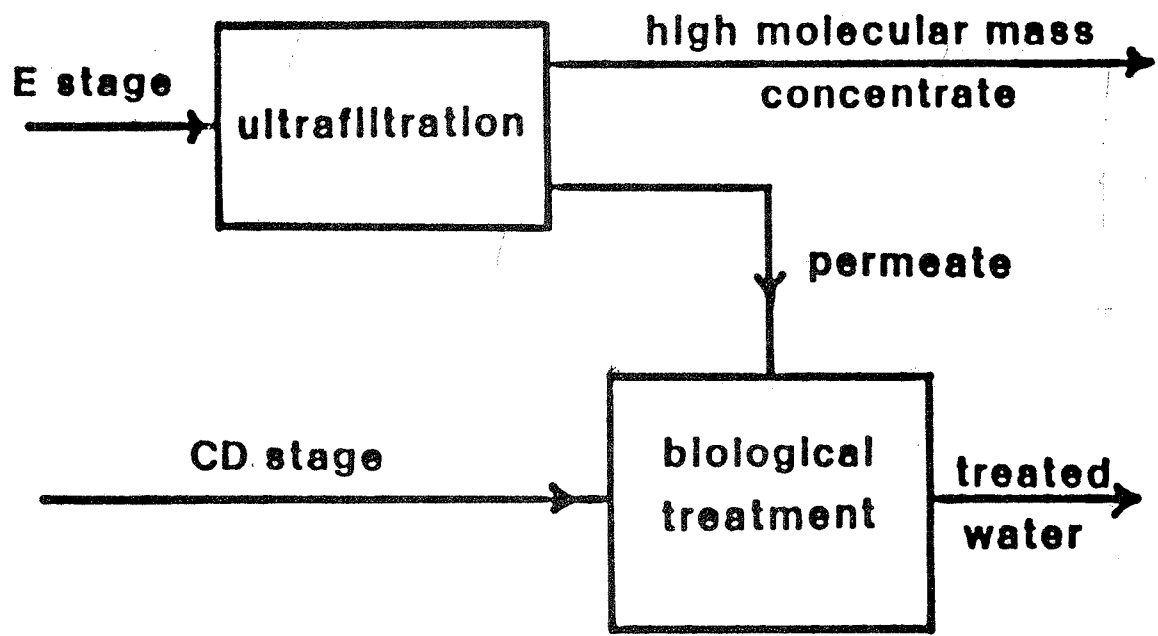 high molecular mass
concentrate
E stage
ultrafiltration
permeate
CD stage
biological
treatment
treated
water